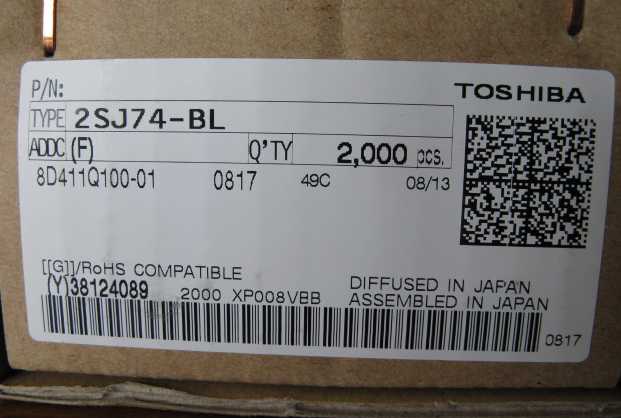 P/N:
TOSHIBA
TYPE 2SJ74-BL
ADDC (F) Q'TY 2,000 pcs.
8D411Q100-01 0817 49C 08/13
[[G]]/RoHS COMPATIBLE
(Y)38124089 2000 XP008VBB
DIFFUSED IN JAPAN
ASSEMBLED IN JAPAN
0817